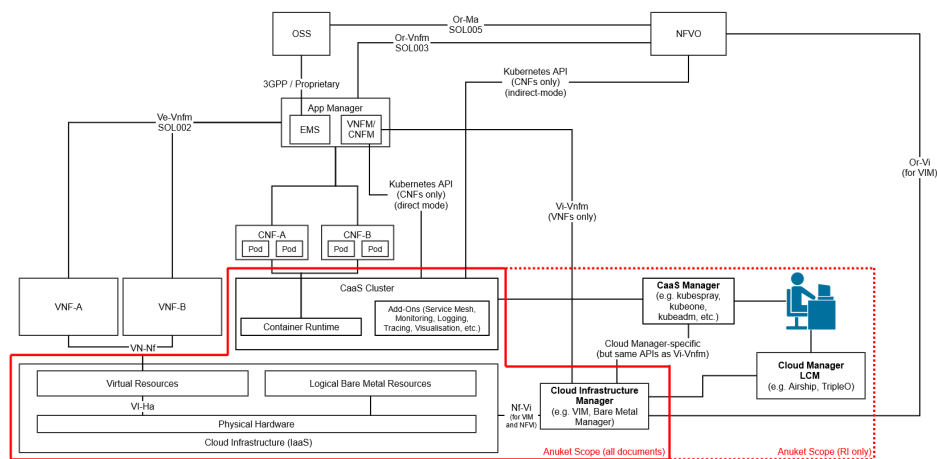 Or-Ma
SOL005
OSS
NFVO
Or-Vnfm
SOL003
Kubernetes API
(CNFs only)
(indirect-mode)
3GPP / Proprietary
App Manager
EMS
VNFM/
CNFM
Ve-Vnfm
SOL002
Or-Vi
(for VIM)
Kubernetes API
(CNFs only)
(direct mode)
Vi-Vnfm
(VNFs only)
CNF-A
Pod
Pod
CNF-B
Pod
Pod
VNF-A
VNF-B
CaaS Cluster
Container Runtime
Add-Ons (Service Mesh,
Monitoring, Logging,
Tracing, Visualisation, etc.)
CaaS Manager
(e.g. kubespray,
kubeone,
kubeadm, etc.)
VN-Nf
Cloud Manager-specific
(but same APIs as Vi-Vnfm)
Cloud Manager
LCM
(e.g. Airship, TripleO)
Virtual Resources
Logical Bare Metal Resources
VI-Ha
Physical Hardware
Cloud Infrastructure (IaaS)
Nf-Vi
(for VIM
and NFVI)
Cloud Infrastructure
Manager
(e.g. VIM, Bare Metal
Manager)
Anuket Scope (all documents)
Anuket Scope (RI only)